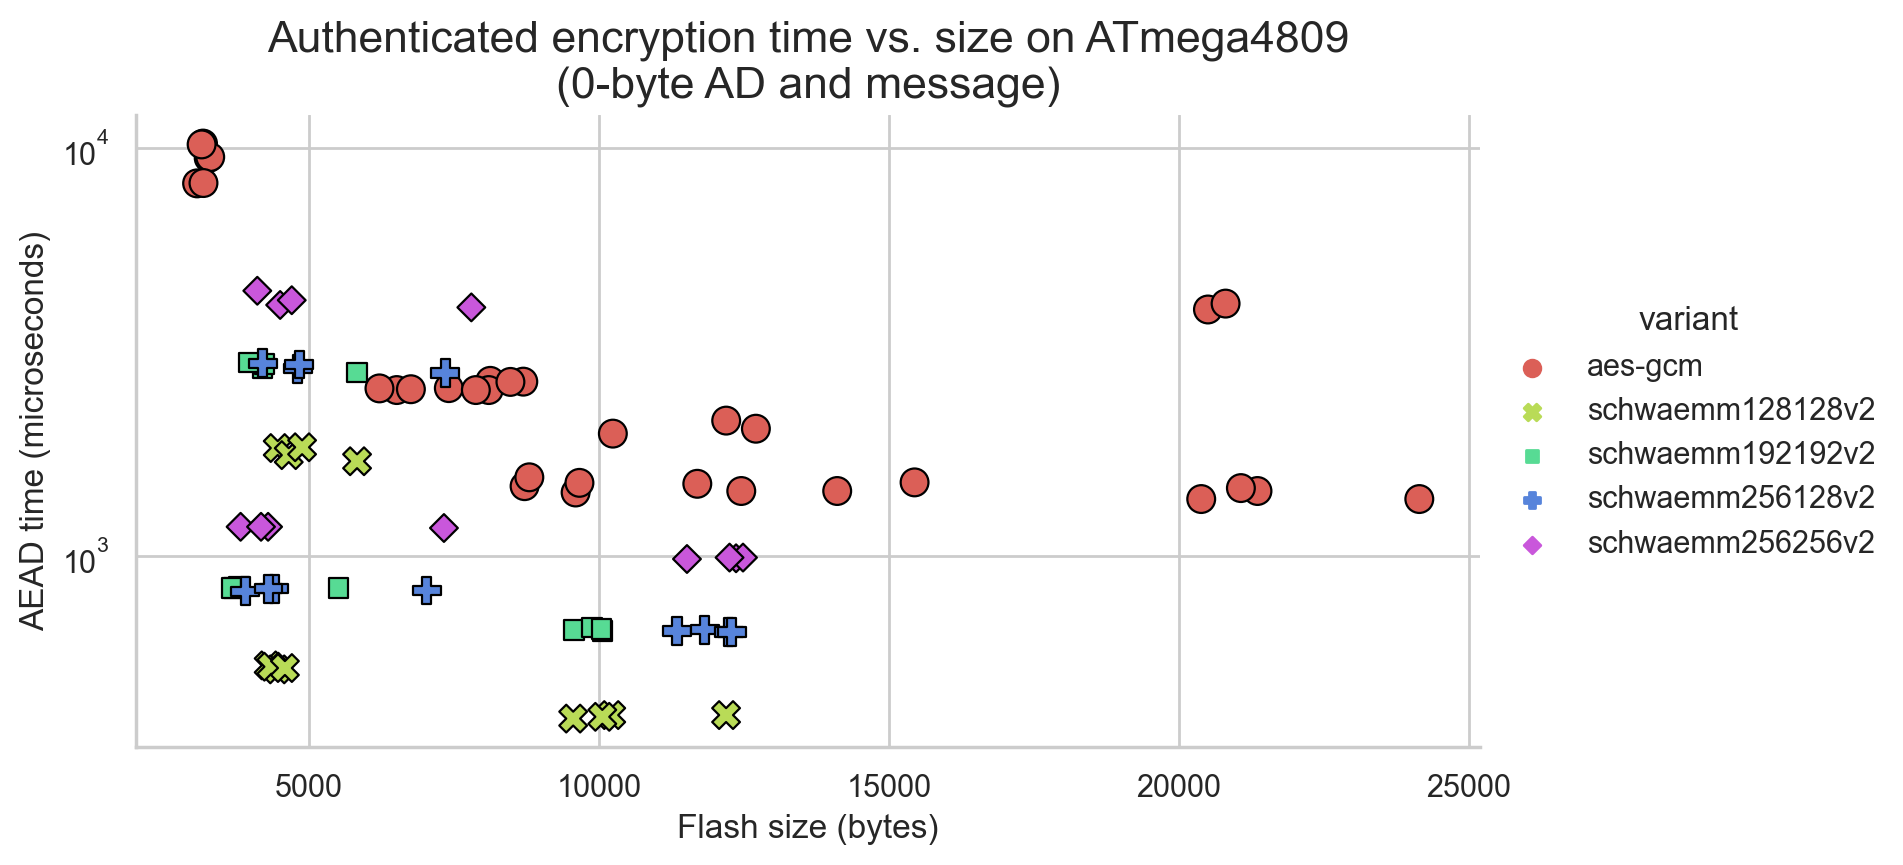 Authenticated encryption time vs. size on ATmega4809
(0-byte AD and message)
AEAD time (microseconds)
10^4
10^3
5000 10000 15000 20000 25000
Flash size (bytes)
variant
aes-gcm
schwaemm128128v2
schwaemm192192v2
schwaemm256128v2
schwaemm256256v2